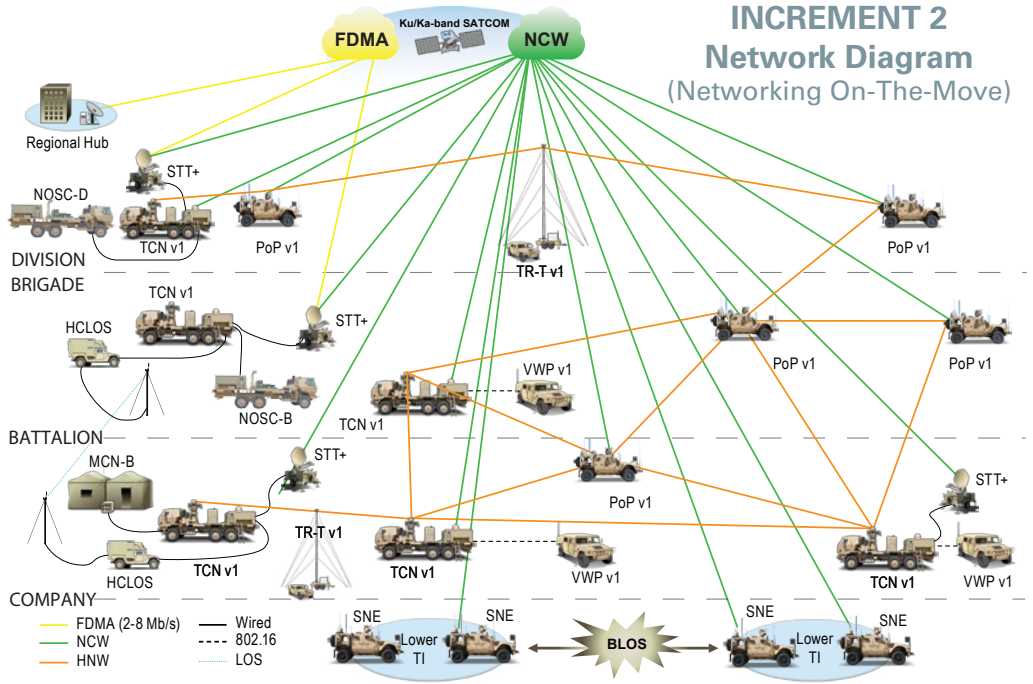 Ku/Ka-band SATCOM
FDMA
NCW
INCREMENT 2
Network Diagram
(Networking On-The-Move)
Regional Hub
STT+
NOSC-D
TCN v1
PoP v1
TR-T v1
PoP v1
DIVISION
BRIGADE
TCN v1
HCLOS
STT+
NOSC-B
VWP v1
TCN v1
PoP v1
PoP v1
BATTALION
MCN-B
STT+
PoP v1
STT+
TR-T v1
HCLOS
TCN v1
TCN v1
VWP v1
TCN v1
VWP v1
COMPANY
FDMA (2-8 Mb/s)
NCW
HNW
Wired
802.16
LOS
SNE
SNE
Lower
TI
BLOS
SNE
SNE
Lower
TI